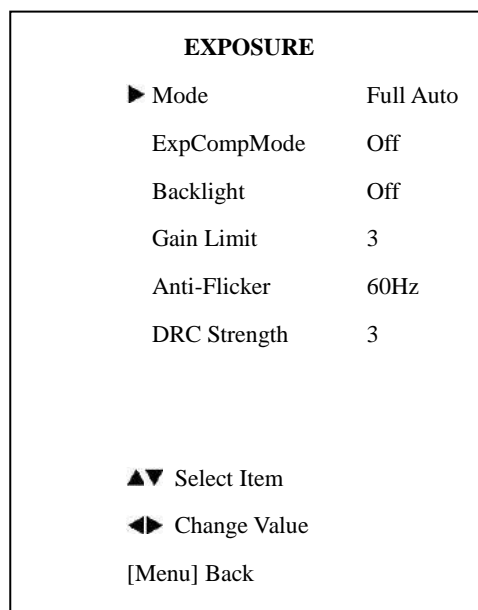 EXPOSURE
▶ Mode Full Auto
ExpCompMode Off
Backlight Off
Gain Limit 3
Anti-Flicker 60Hz
DRC Strength 3
▲▼ Select Item
◀▶ Change Value
[Menu] Back